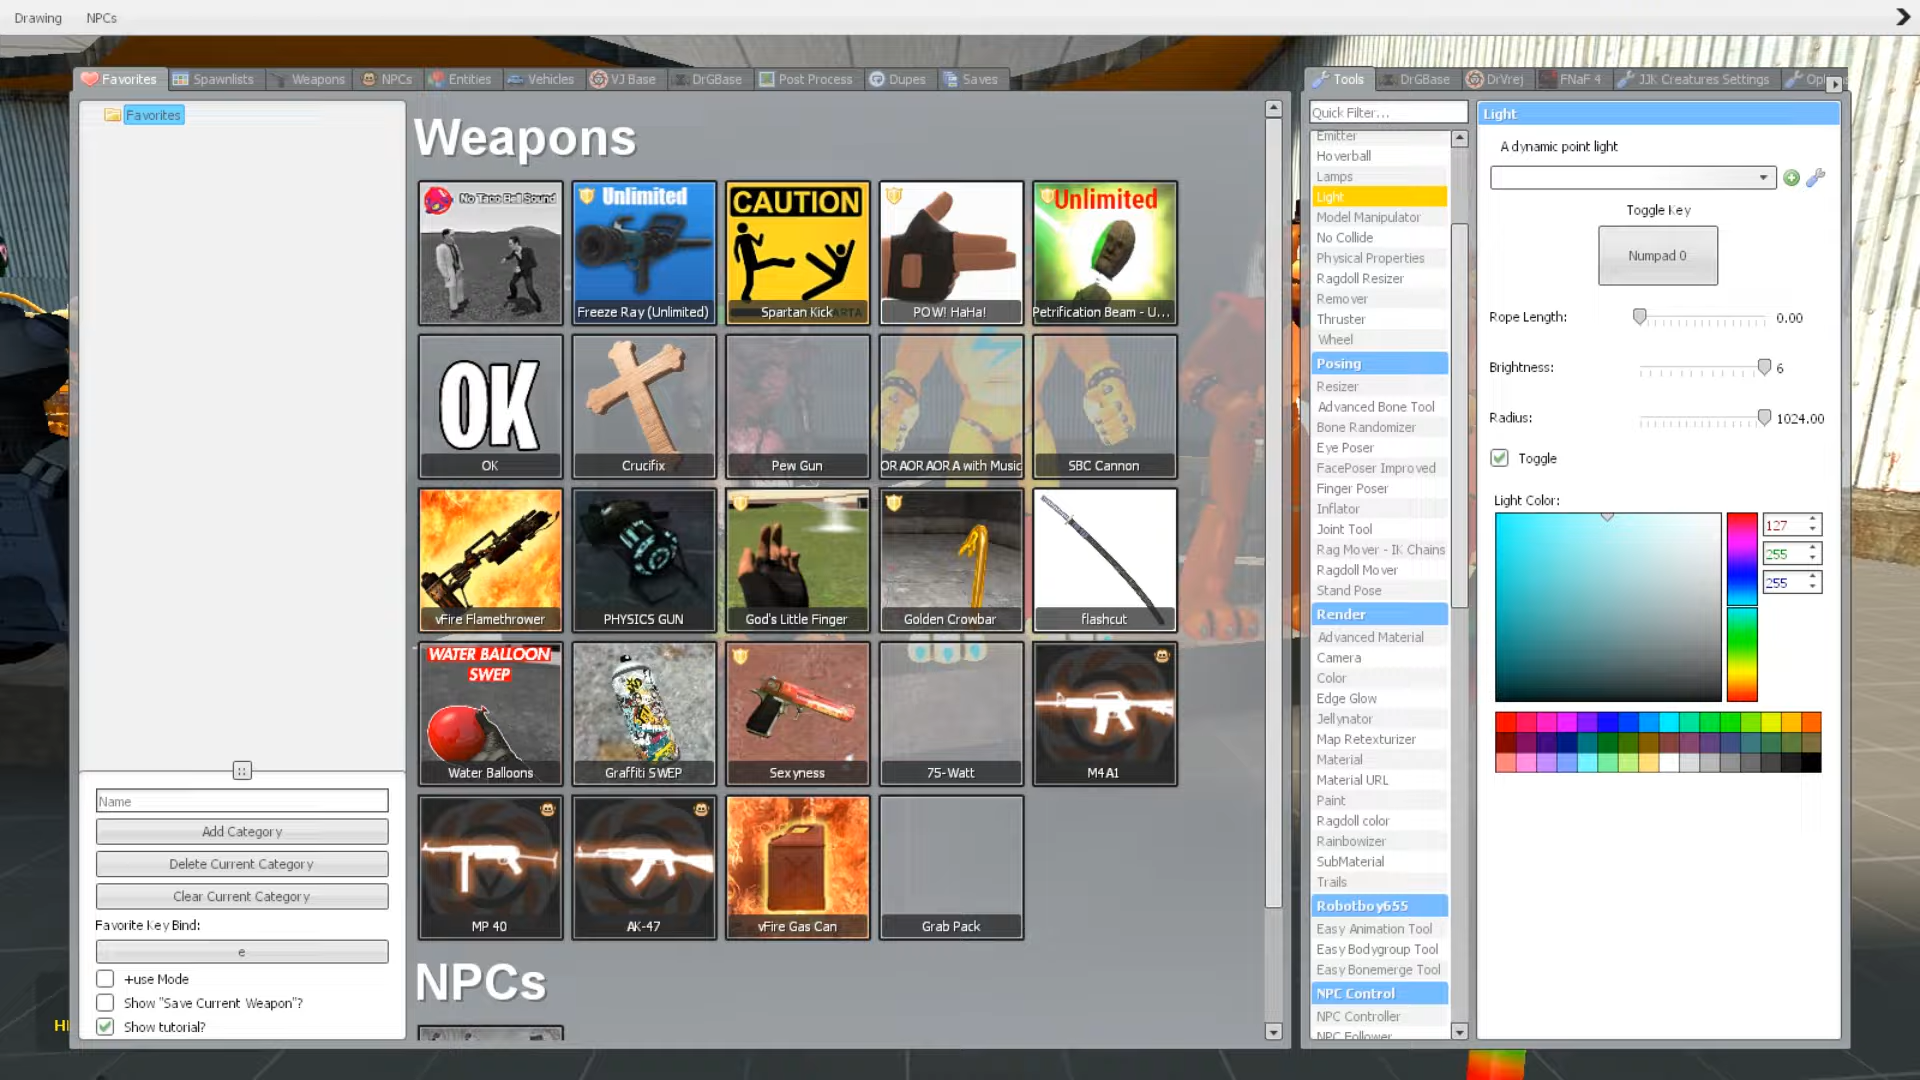 Drawing
NPCs
Favorites
Spawnlists
Weapons
NPCs
Entities
Vehicles
VJ Base
DrGBase
Post Process
Dupes
Saves
Favorites
Weapons
No Taco Bell Sound
Unlimited
Freeze Ray (Unlimited)
CAUTION
Spartan Kick
POW! HaHa!
Unlimited
Petrification Beam - U...
OK
OK
Crucifix
Pew Gun
ORAORAORA with Music
SBC Cannon
vFire Flamethrower
PHYSICS GUN
God's Little Finger
Golden Crowbar
flashcut
WATER BALLOON
SWEP
Water Balloons
Graffiti SWEP
Sexyness
75-Watt
M4A1
MP 40
AK-47
vFire Gas Can
Grab Pack
NPCs
Name
Add Category
Delete Current Category
Clear Current Category
Favorite Key Bind:
e
+use Mode
Show "Save Current Weapon"?
Show tutorial?
Tools
DrGBase
DrVrej
FNaF 4
JJK Creatures Settings
Quick Filter...
Emitter
Hoverball
Lamps
Light
Model Manipulator
No Collide
Physical Properties
Ragdoll Resizer
Remover
Thruster
Wheel
Posing
Resizer
Advanced Bone Tool
Bone Randomizer
Eye Poser
FacePoser Improved
Finger Poser
Inflator
Joint Tool
Rag Mover - IK Chains
Ragdoll Mover
Stand Pose
Render
Advanced Material
Camera
Color
Edge Glow
Jellynator
Map Retexturizer
Material
Material URL
Paint
Ragdoll color
Rainbowizer
SubMaterial
Trails
Robotboy655
Easy Animation Tool
Easy Bodygroup Tool
Easy Bonemerge Tool
NPC Control
NPC Controller
NPC Follower
Light
A dynamic point light
Toggle Key
Numpad 0
Rope Length:
0.00
Brightness:
6
Radius:
1024.00
Toggle
Light Color:
127
255
255